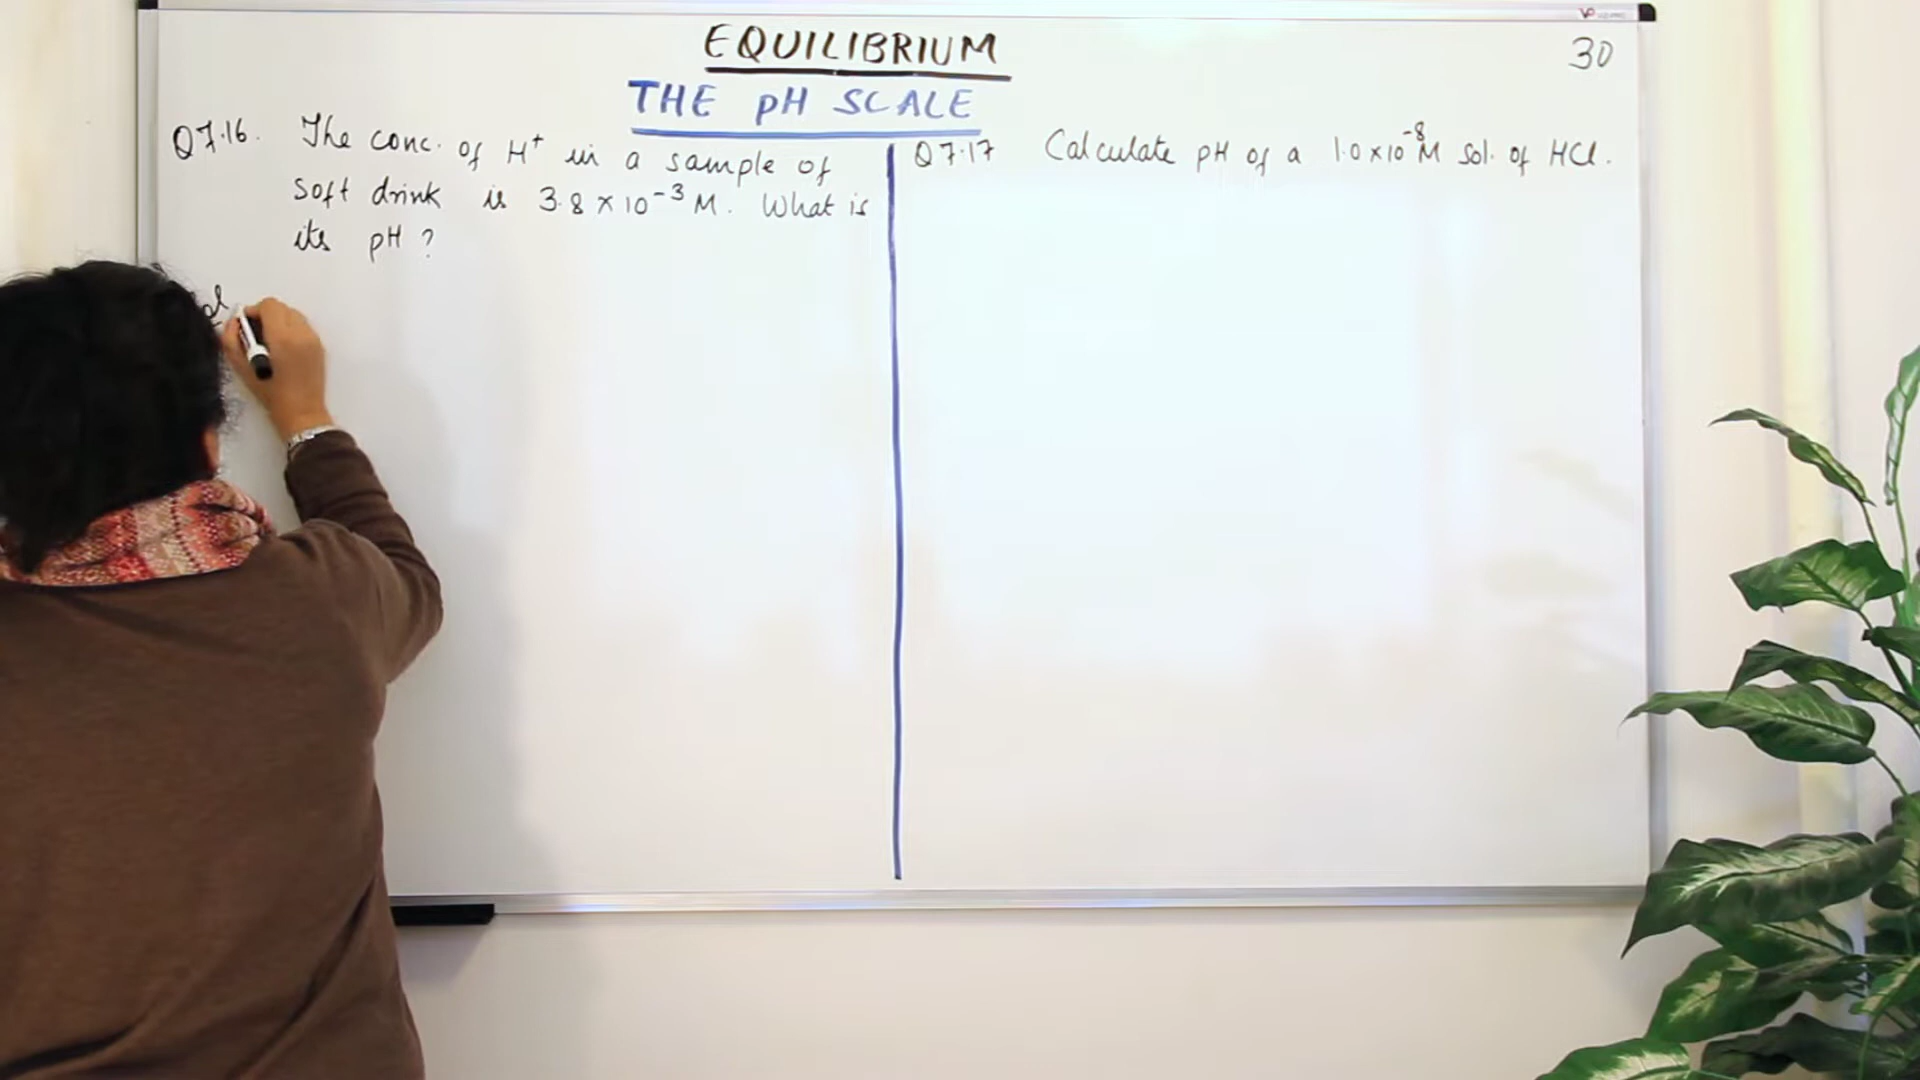 EQUILIBRIUM
30
THE pH SCALE
Q7.16. The conc. of H⁺ in a sample of
soft drink is 3.8 × 10⁻³ M. What is
its pH ?
Q7.17 Calculate pH of a 1.0 × 10⁻⁸ M sol. of HCl.